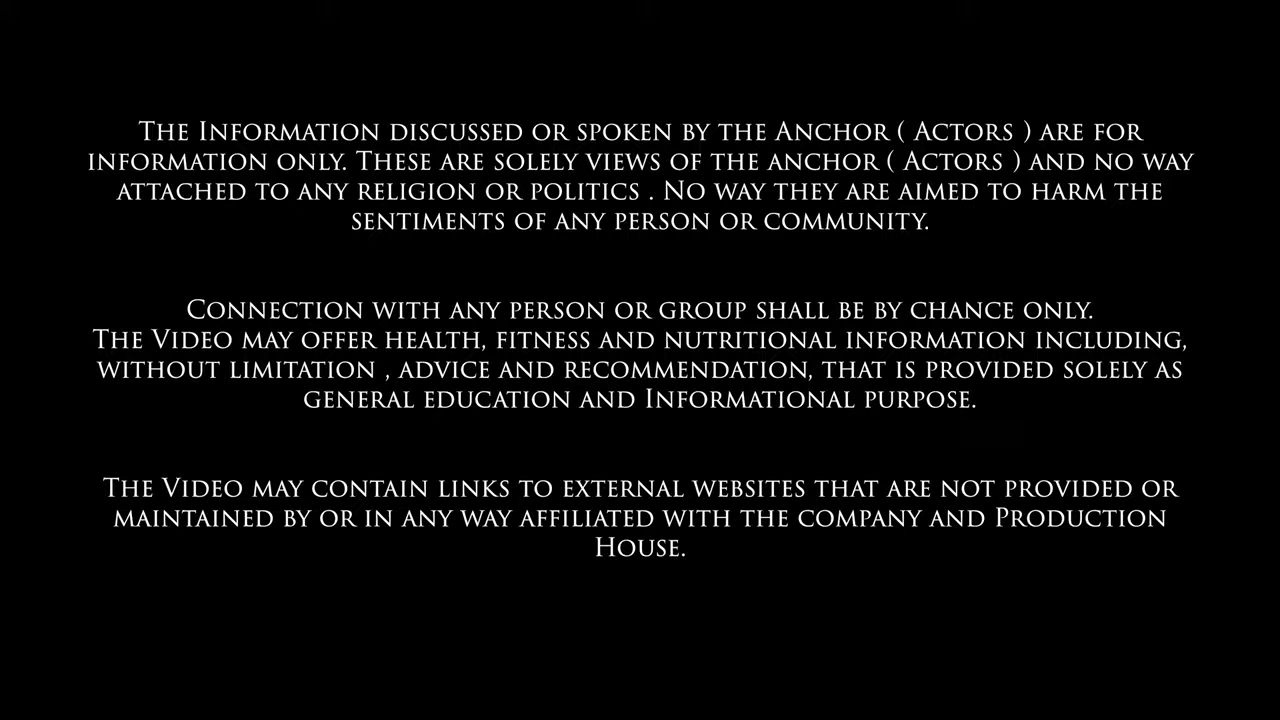 The Information discussed or spoken by the Anchor ( Actors ) are for
information only. These are solely views of the anchor ( Actors ) and no way
attached to any religion or politics . No way they are aimed to harm the
sentiments of any person or community.
Connection with any person or group shall be by chance only.
The Video may offer health, fitness and nutritional information including,
without limitation , advice and recommendation, that is provided solely as
general education and Informational purpose.
The Video may contain links to external websites that are not provided or
maintained by or in any way affiliated with the company and Production
House.